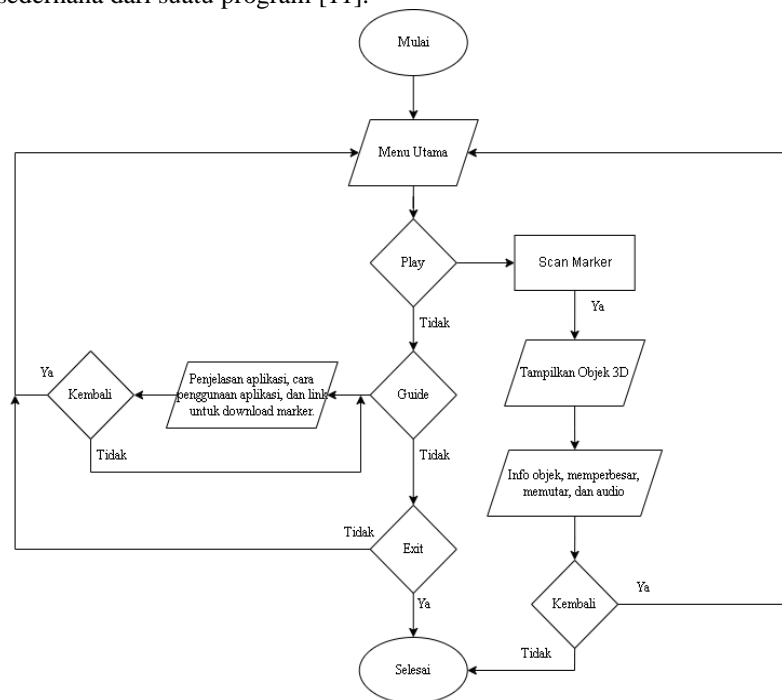 sederhana dari suatu program [11].
Mulai
Menu Utama
Play
Scan Marker
Ya
Tidak
Tampilkan Objek 3D
Ya
Kembali
Penjelasan aplikasi, cara
penggunaan aplikasi, dan link
untuk download marker.
Guide
Tidak
Tidak
Info objek, memperbesar,
memutar, dan audio
Tidak
Exit
Ya
Kembali
Ya
Tidak
Selesai